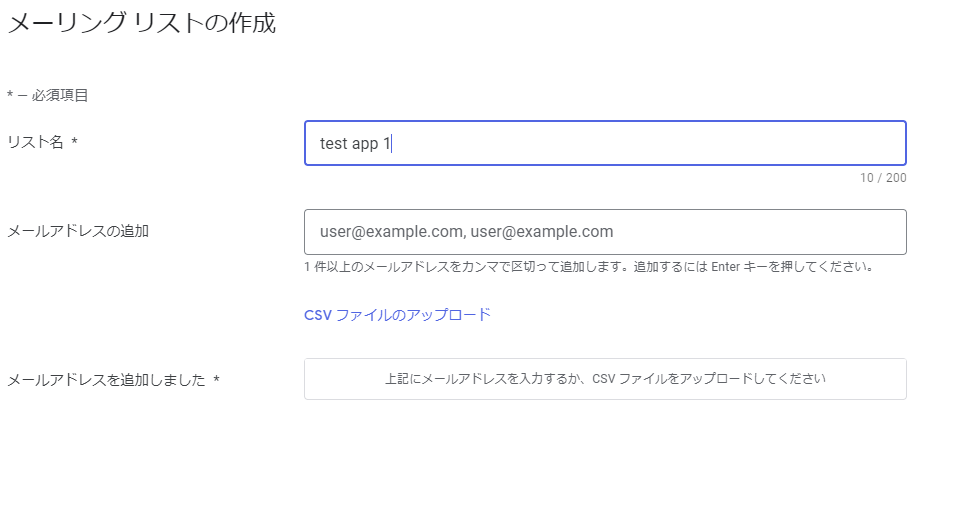 メーリング リストの作成
* – 必須項目
リスト名 *
test app 1
10 / 200
メールアドレスの追加
user@example.com, user@example.com
1 件以上のメールアドレスをカンマで区切って追加します。追加するには Enter キーを押してください。
CSV ファイルのアップロード
メールアドレスを追加しました *
上記にメールアドレスを入力するか、CSV ファイルをアップロードしてください